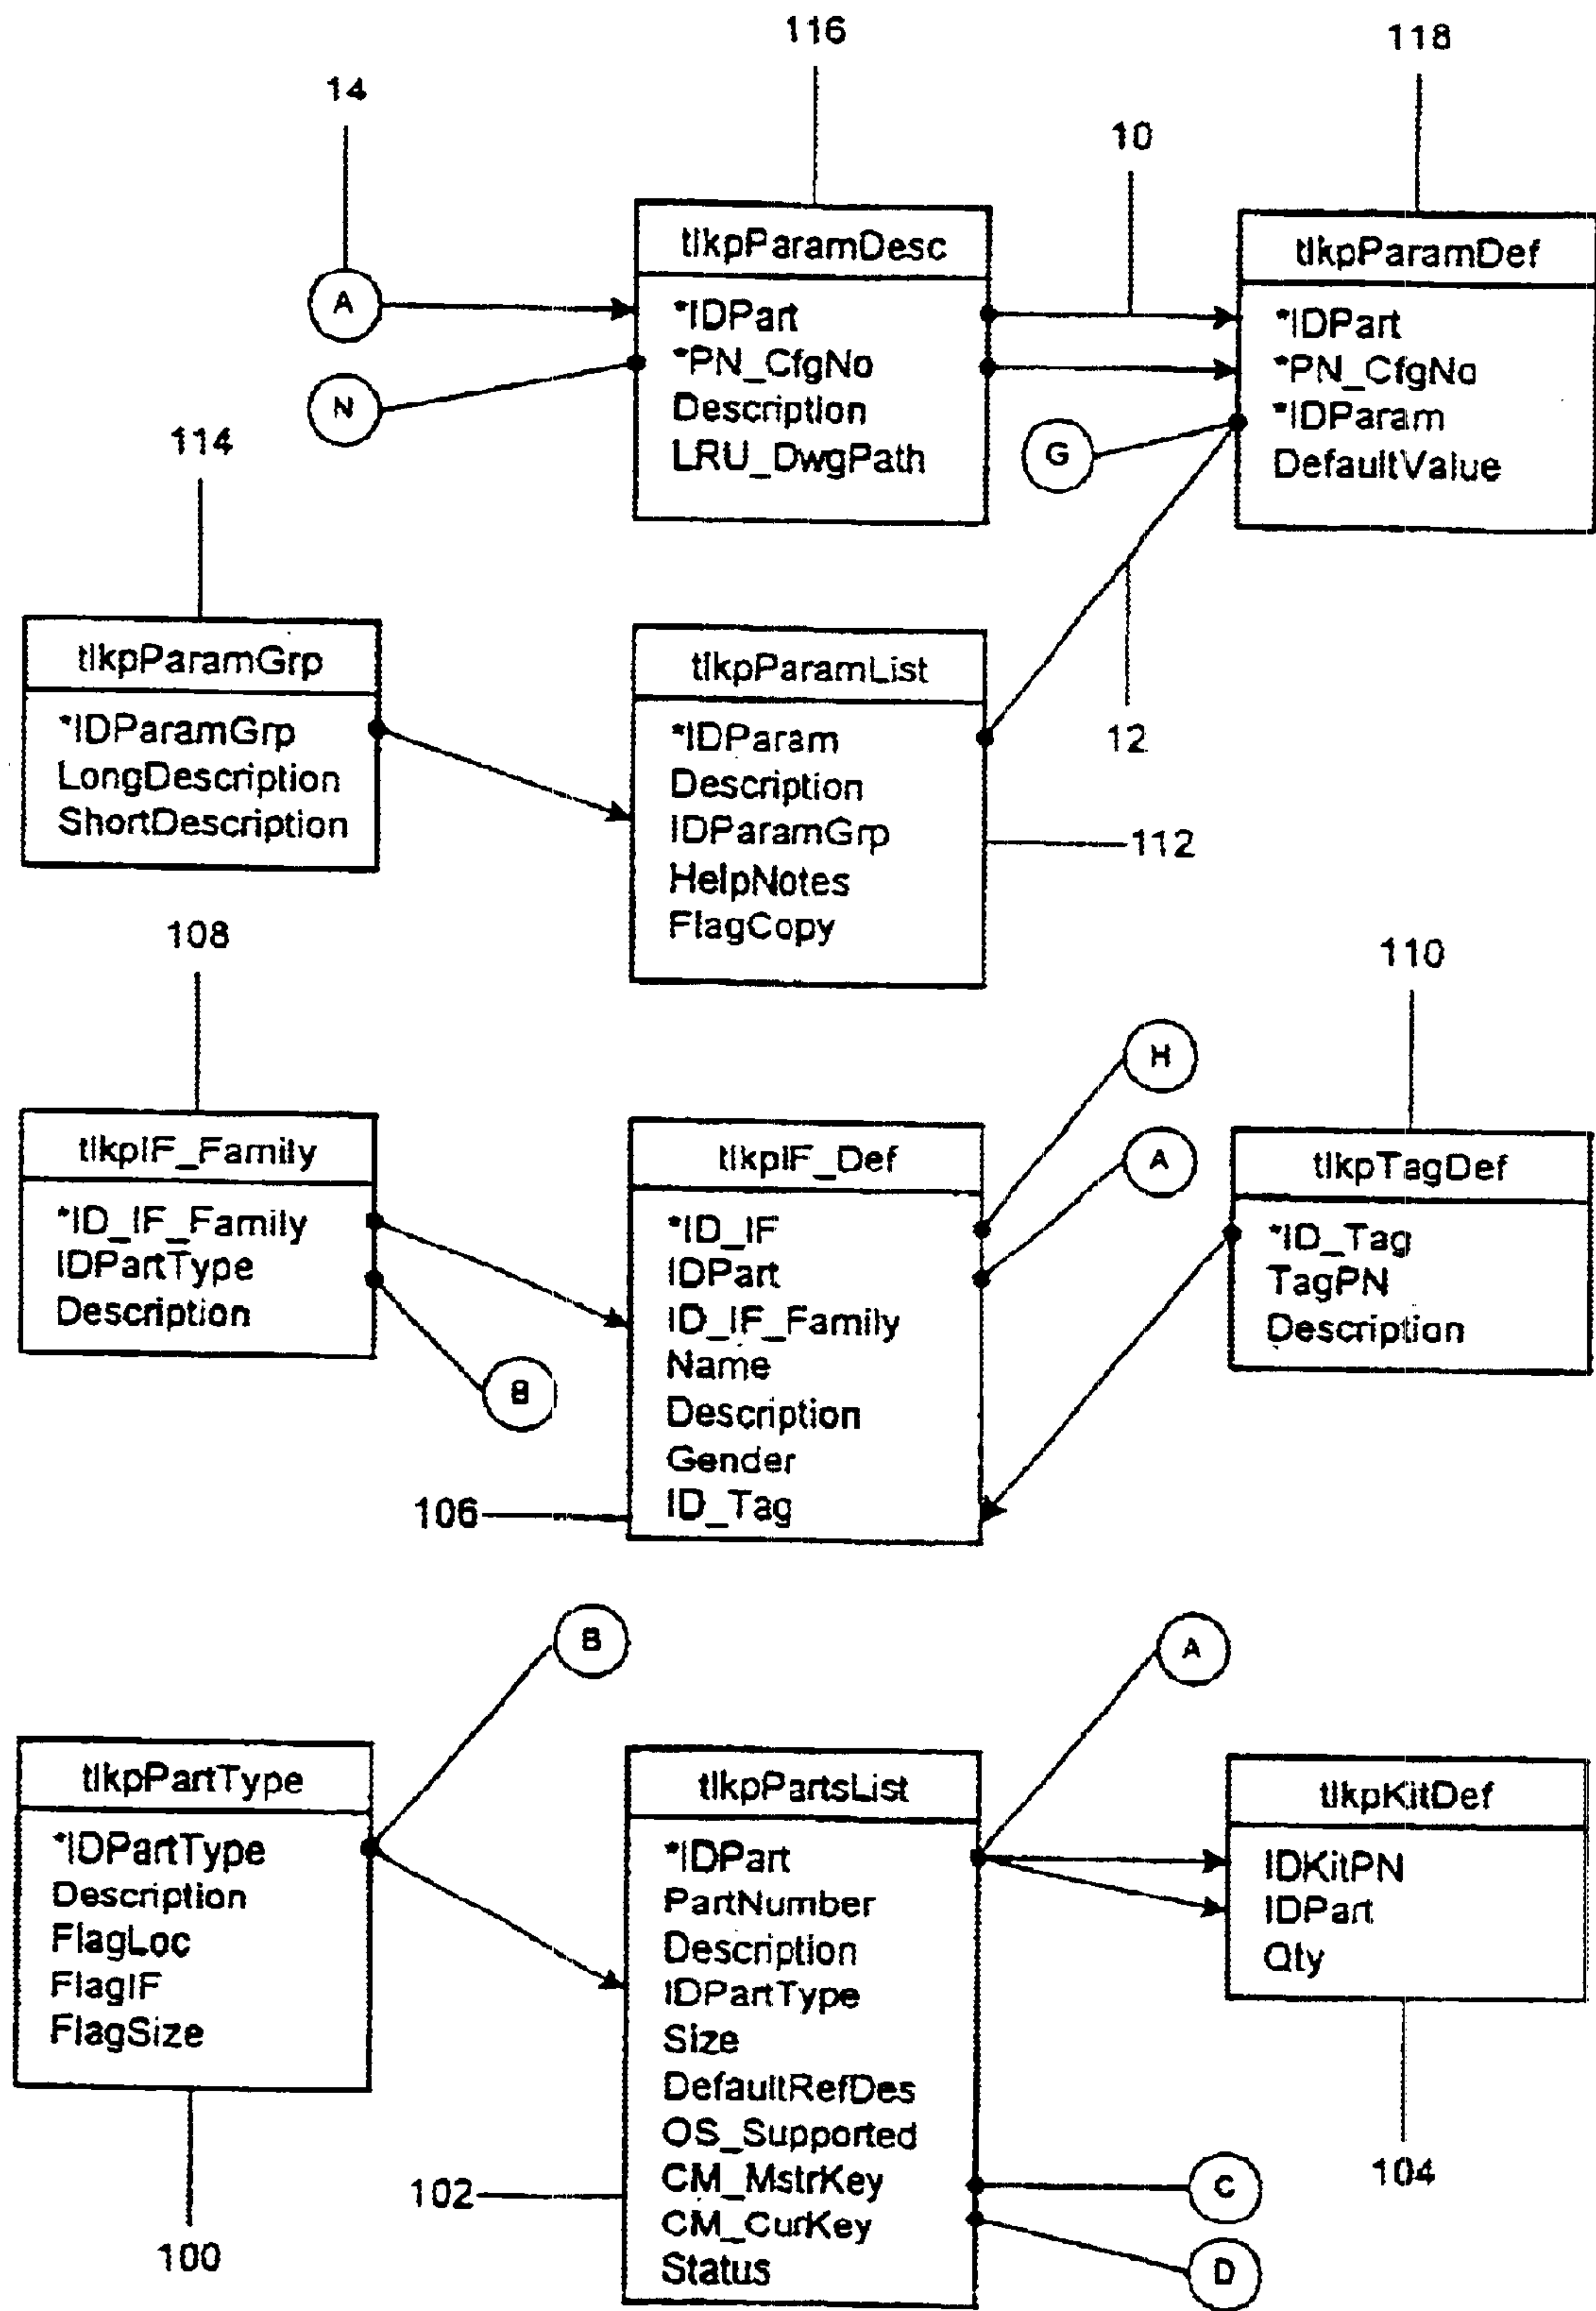 116
118
14
10
tlkpParamDesc
*IDPart
*PN_CfgNo
Description
LRU_DwgPath
tlkpParamDef
*IDPart
*PN_CfgNo
*IDParam
DefaultValue
A
N
G
114
12
tlkpParamGrp
*IDParamGrp
LongDescription
ShortDescription
tlkpParamList
*IDParam
Description
IDParamGrp
HelpNotes
FlagCopy
112
108
110
H
A
tlkpIF_Family
*ID_IF_Family
IDPartType
Description
B
tlkpIF_Def
*ID_IF
IDPart
ID_IF_Family
Name
Description
Gender
ID_Tag
106
tlkpTagDef
*ID_Tag
TagPN
Description
B
A
tlkpPartType
*IDPartType
Description
FlagLoc
FlagIF
FlagSize
100
tlkpPartsList
*IDPart
PartNumber
Description
IDPartType
Size
DefaultRefDes
OS_Supported
CM_MstrKey
CM_CurKey
Status
102
tlkpKitDef
IDKitPN
IDPart
Qty
104
C
D